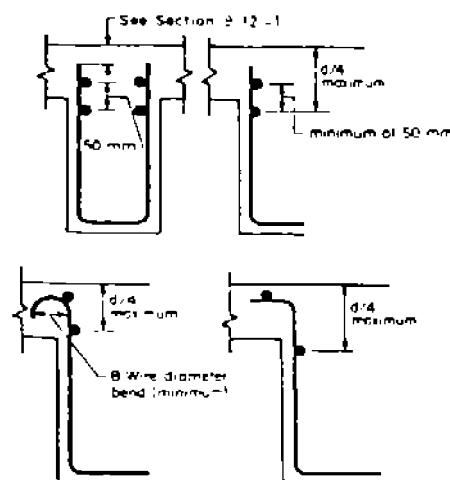 See Section B 12-1
d/4
maximum
50 mm
minimum of 50 mm
d/4
maximum
d/4
maximum
8 Wire diameter
bend (minimum)